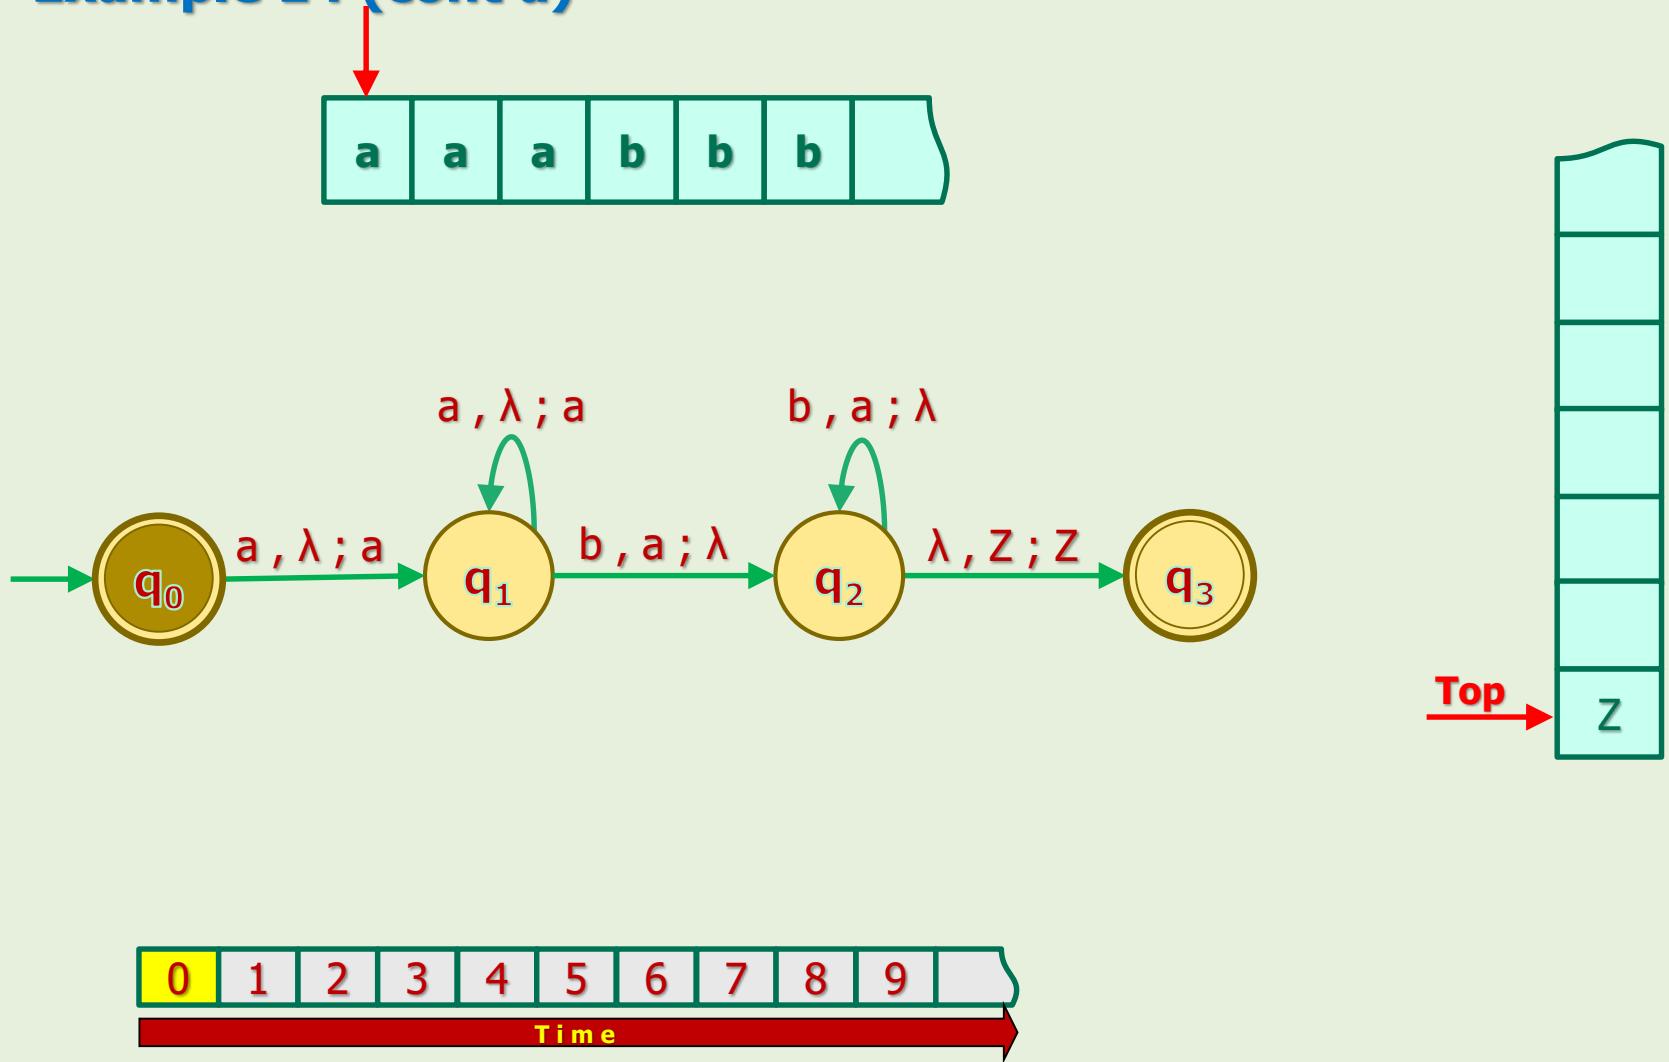 a a a b b b
a,λ;a b,a;λ
a,λ;a b,a;λ λ,Z;Z
q0 q1 q2 q3
Top
Z
0 1 2 3 4 5 6 7 8 9
Time